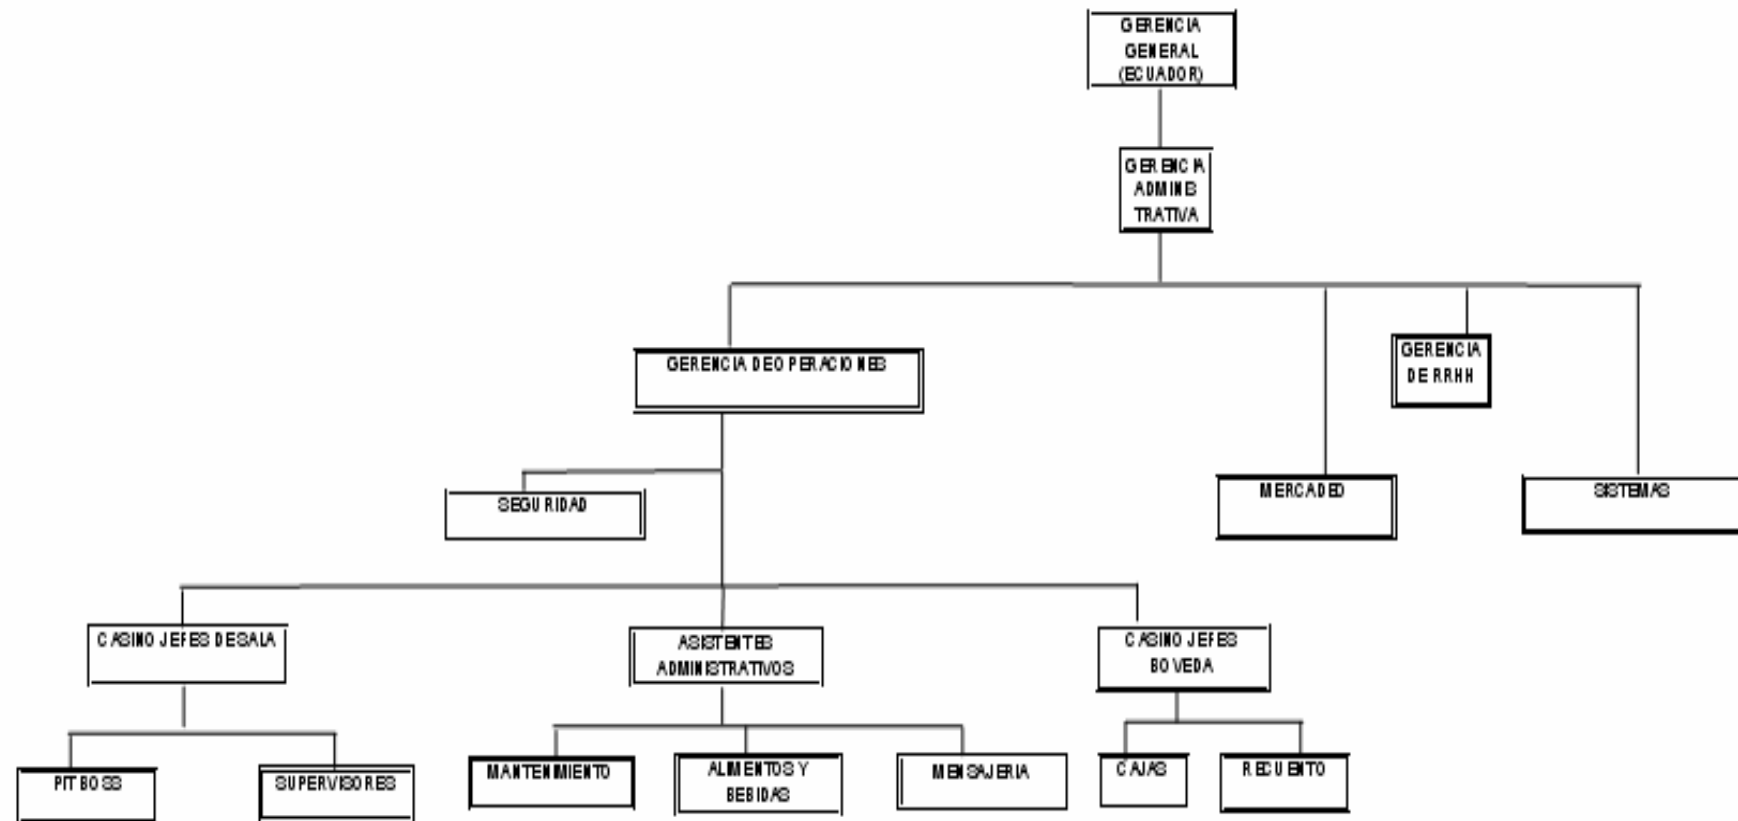 GERENCIA
GENERAL
(ECUADOR)
GERENCIA
ADMINIS
TRATIVA
GERENCIA DE OPERACIONES
GERENCIA
DE RRHH
SEGURIDAD
MERCADEO
SISTEMAS
CASINO JEFES DE SALA
ASISTENTES
ADMINISTRATIVOS
CASINO JEFES
BOVEDA
PIT BOSS
SUPERVISORES
MANTENIMIENTO
ALIMENTOS Y
BEBIDAS
MENSAJERIA
CAJAS
RECUENTO